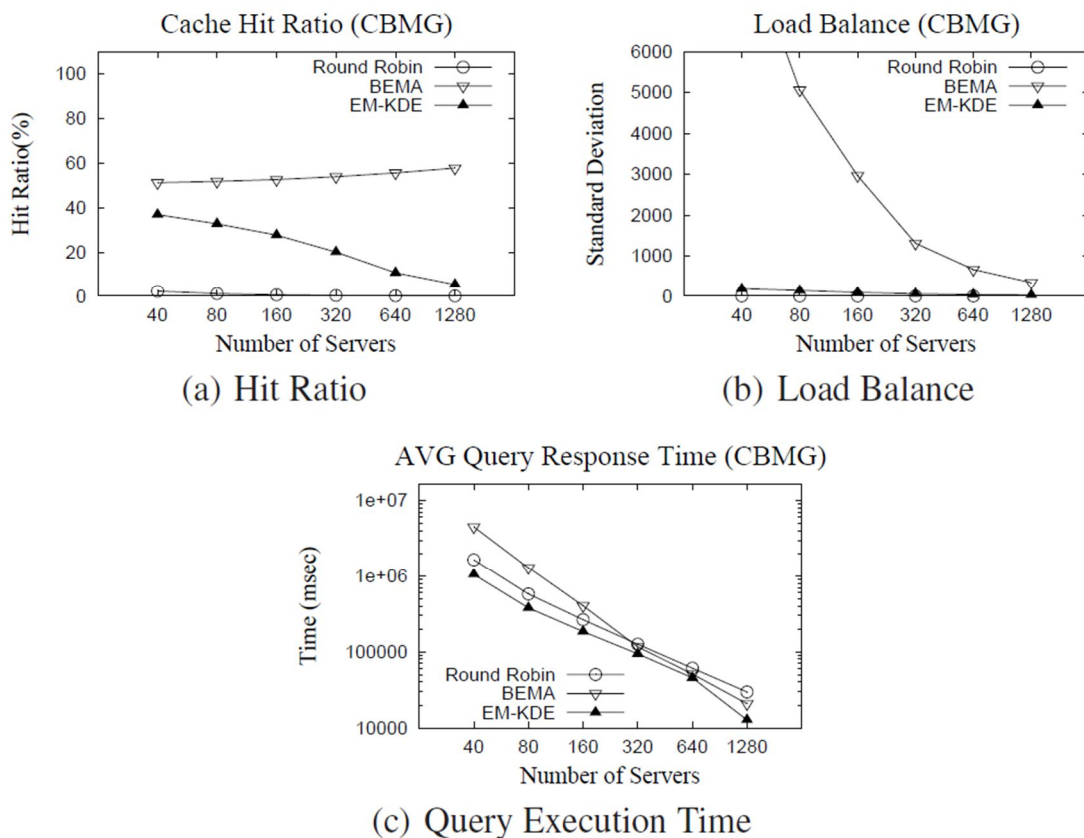 Cache Hit Ratio (CBMG)
100
80
60
40
20
0
Hit Ratio(%)
Round Robin
BEMA
EM-KDE
40 80 160 320 640 1280
Number of Servers
(a) Hit Ratio
Load Balance (CBMG)
6000
5000
4000
3000
2000
1000
0
Standard Deviation
Round Robin
BEMA
EM-KDE
40 80 160 320 640 1280
Number of Servers
(b) Load Balance
AVG Query Response Time (CBMG)
1e+07
1e+06
100000
10000
Time (msec)
Round Robin
BEMA
EM-KDE
40 80 160 320 640 1280
Number of Servers
(c) Query Execution Time